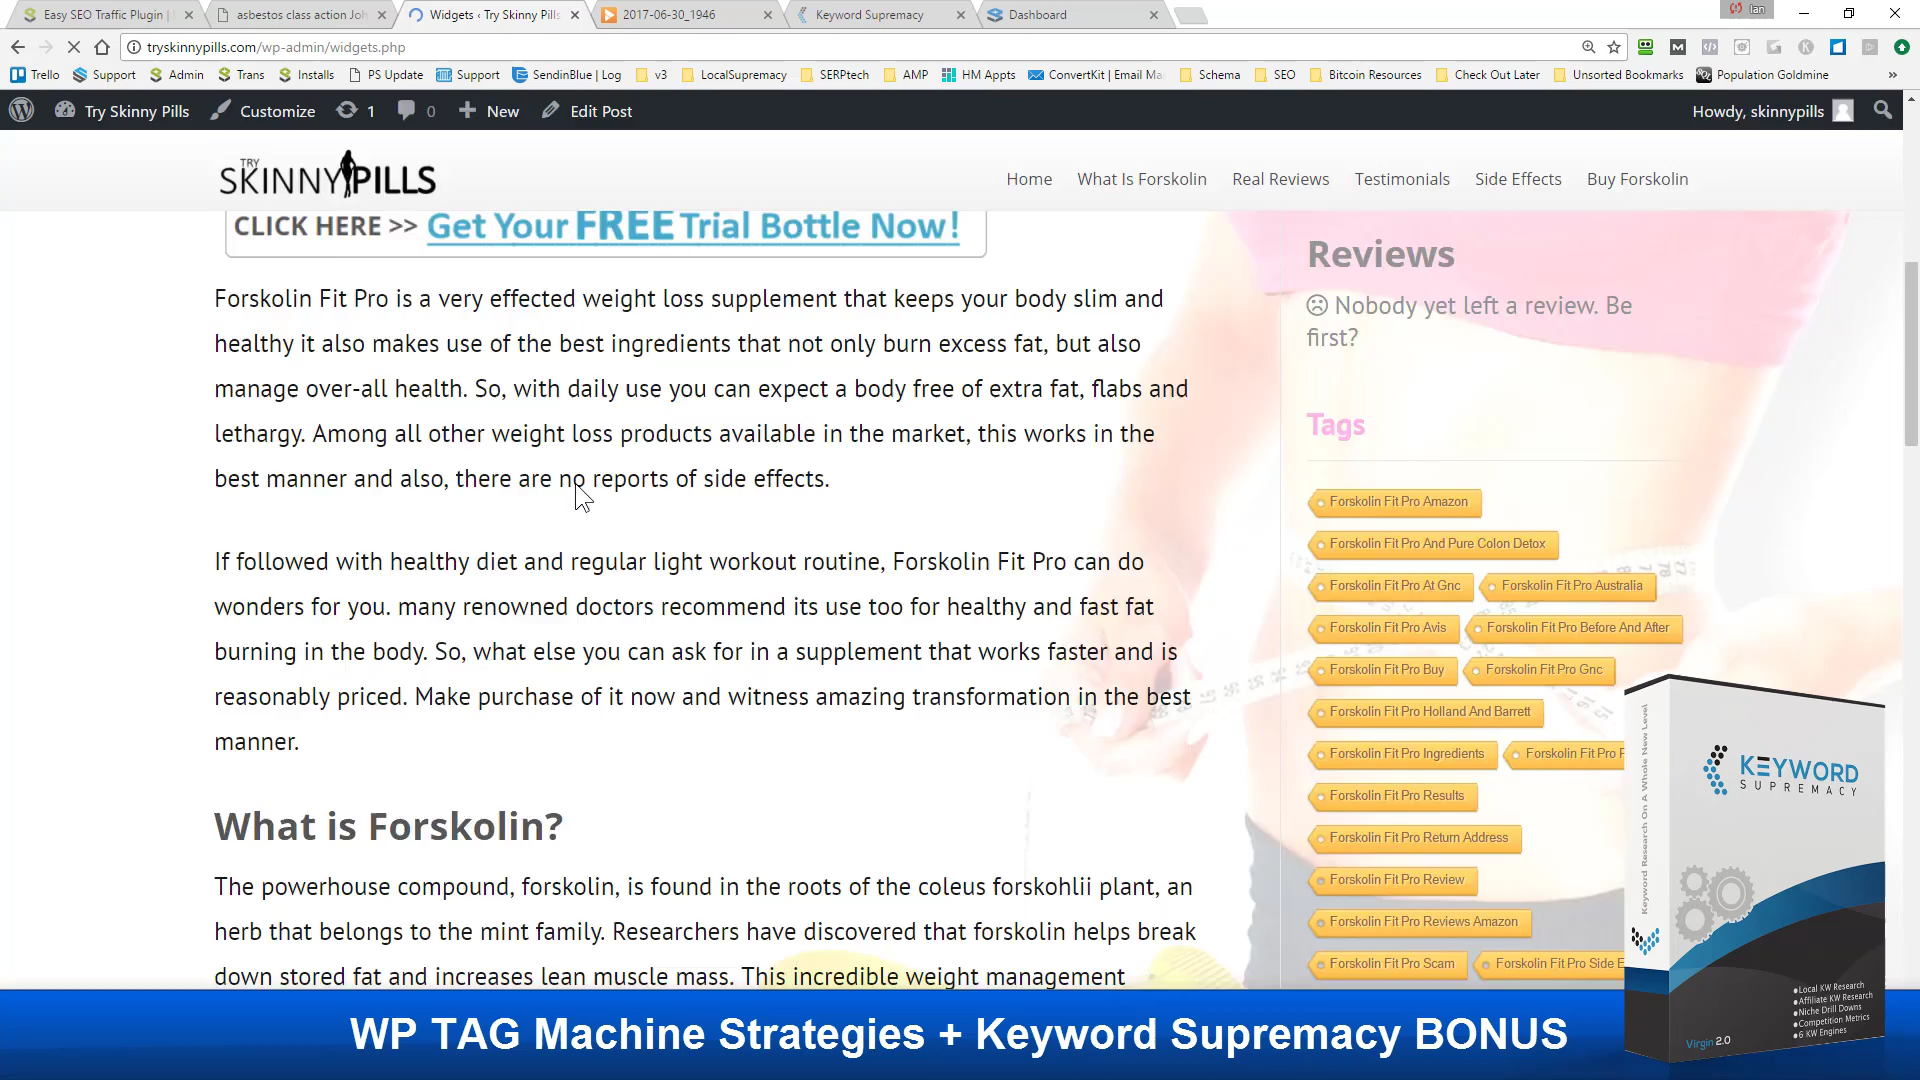 Easy SEO Traffic Plugin |
asbestos class action Joh
Widgets ‹ Try Skinny Pills
2017-06-30_1946
Keyword Supremacy
Dashboard
Ian
tryskinnypills.com/wp-admin/widgets.php
Trello
Support
Admin
Trans
Installs
PS Update
Support
SendinBlue | Log
v3
LocalSupremacy
SERPtech
AMP
HM Appts
ConvertKit | Email Ma
Schema
SEO
Bitcoin Resources
Check Out Later
Unsorted Bookmarks
Population Goldmine
»
Try Skinny Pills
Customize
1
0
New
Edit Post
Howdy, skinnypills
TRY
SKINNY PILLS
Home
What Is Forskolin
Real Reviews
Testimonials
Side Effects
Buy Forskolin
CLICK HERE >> Get Your FREE Trial Bottle Now!
Forskolin Fit Pro is a very effected weight loss supplement that keeps your body slim and
healthy it also makes use of the best ingredients that not only burn excess fat, but also
manage over-all health. So, with daily use you can expect a body free of extra fat, flabs and
lethargy. Among all other weight loss products available in the market, this works in the
best manner and also, there are no reports of side effects.
If followed with healthy diet and regular light workout routine, Forskolin Fit Pro can do
wonders for you. many renowned doctors recommend its use too for healthy and fast fat
burning in the body. So, what else you can ask for in a supplement that works faster and is
reasonably priced. Make purchase of it now and witness amazing transformation in the best
manner.
What is Forskolin?
The powerhouse compound, forskolin, is found in the roots of the coleus forskohlii plant, an
herb that belongs to the mint family. Researchers have discovered that forskolin helps break
down stored fat and increases lean muscle mass. This incredible weight management
Reviews
Nobody yet left a review. Be
first?
Tags
Forskolin Fit Pro Amazon
Forskolin Fit Pro And Pure Colon Detox
Forskolin Fit Pro At Gnc
Forskolin Fit Pro Australia
Forskolin Fit Pro Avis
Forskolin Fit Pro Before And After
Forskolin Fit Pro Buy
Forskolin Fit Pro Gnc
Forskolin Fit Pro Holland And Barrett
Forskolin Fit Pro Ingredients
Forskolin Fit Pro
Forskolin Fit Pro Results
Forskolin Fit Pro Return Address
Forskolin Fit Pro Review
Forskolin Fit Pro Reviews Amazon
Forskolin Fit Pro Scam
Forskolin Fit Pro Side E
Keyword Research On A Whole New Level
KEYWORD
SUPREMACY
•Local KW Research
•Affiliate KW Research
•Niche Drill Downs
•Competition Metrics
•6 KW Engines
Virgin 2.0
WP TAG Machine Strategies + Keyword Supremacy BONUS